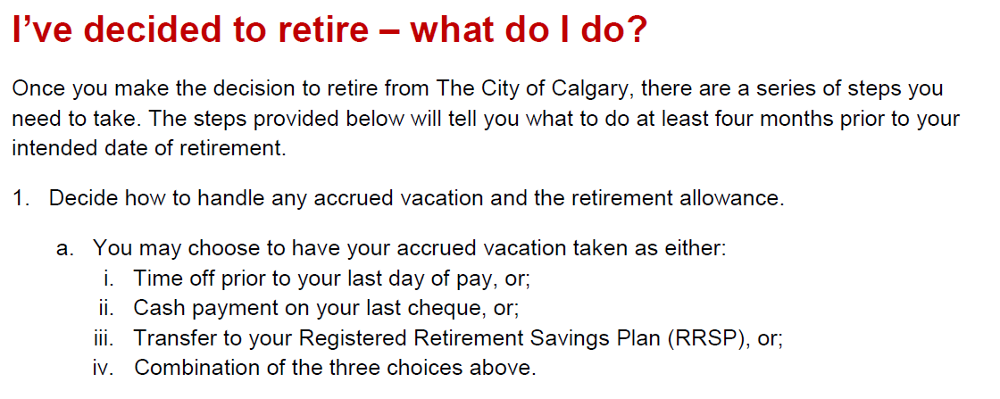 I’ve decided to retire – what do I do?
Once you make the decision to retire from The City of Calgary, there are a series of steps you
need to take. The steps provided below will tell you what to do at least four months prior to your
intended date of retirement.
1. Decide how to handle any accrued vacation and the retirement allowance.
a. You may choose to have your accrued vacation taken as either:
i. Time off prior to your last day of pay, or;
ii. Cash payment on your last cheque, or;
iii. Transfer to your Registered Retirement Savings Plan (RRSP), or;
iv. Combination of the three choices above.